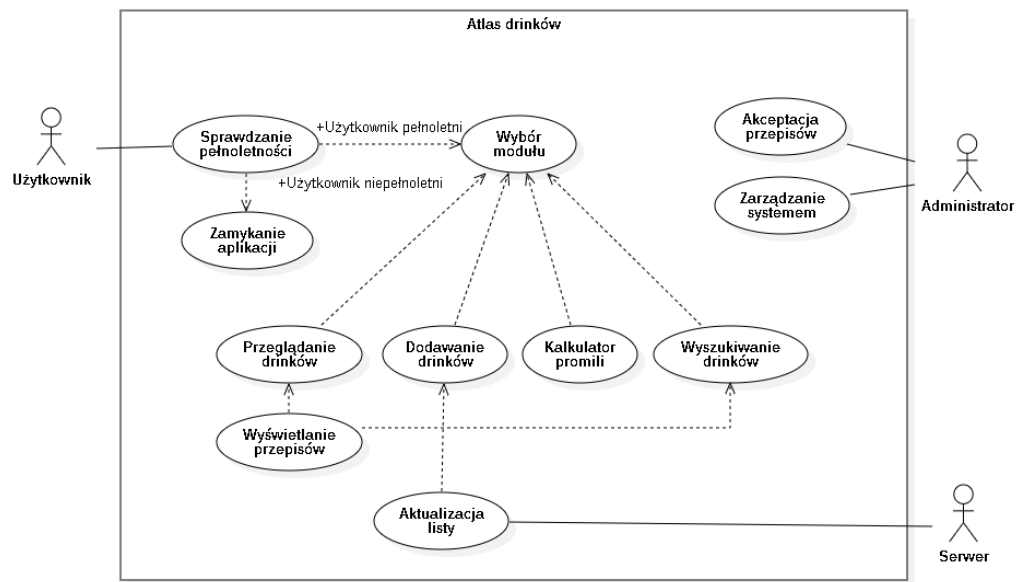 Atlas drinków
Użytkownik
Sprawdzanie
pełnoletności
+Użytkownik pełnoletni
Wybór
modułu
+Użytkownik niepełnoletni
Zamykanie
aplikacji
Akceptacja
przepisów
Zarządzanie
systemem
Administrator
Przeglądanie
drinków
Dodawanie
drinków
Kalkulator
promili
Wyszukiwanie
drinków
Wyświetlanie
przepisów
Aktualizacja
listy
Serwer